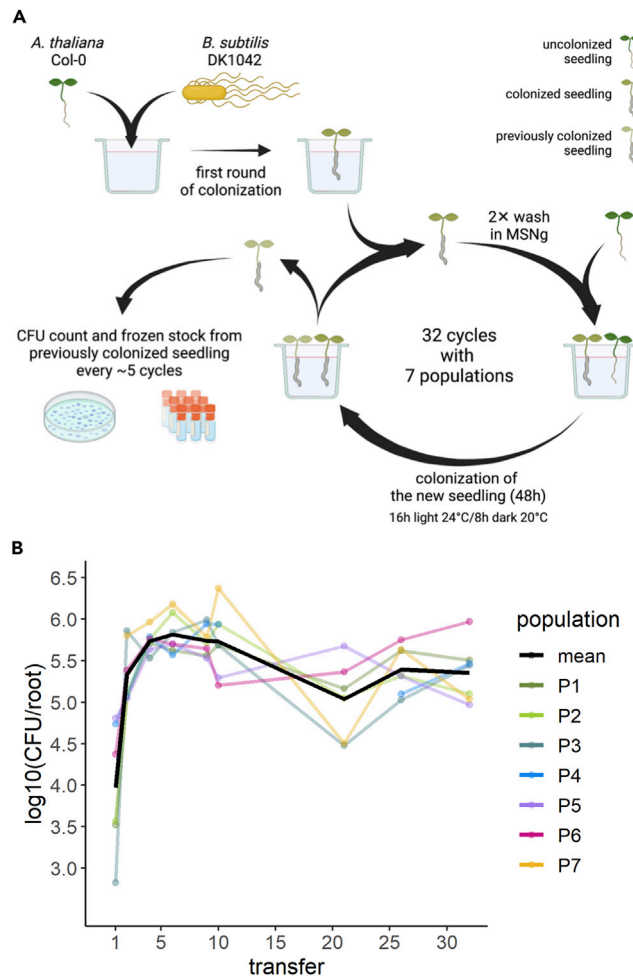 A
A. thaliana
Col-0
B. subtilis
DK1042
uncolonized
seedling
colonized seedling
previously colonized
seedling
first round
of colonization
2× wash
in MSNg
CFU count and frozen stock from
previously colonized seedling
every ~5 cycles
32 cycles
with
7 populations
colonization of
the new seedling (48h)
16h light 24°C/8h dark 20°C
B
log10(CFU/root)
6.5
6.0
5.5
5.0
4.5
4.0
3.5
3.0
1
5
10
15
20
25
30
transfer
population
mean
P1
P2
P3
P4
P5
P6
P7